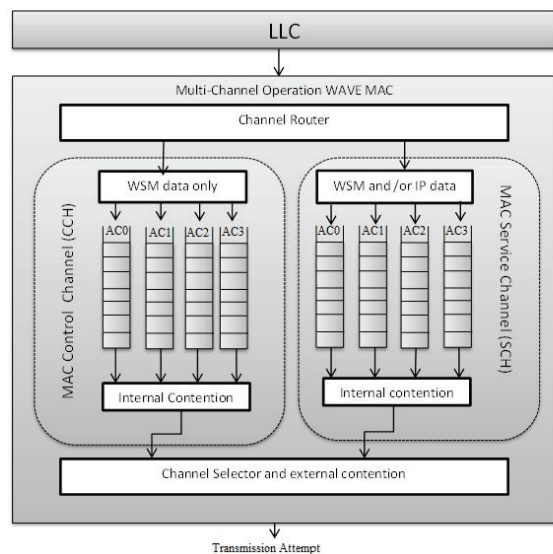 LLC
Multi-Channel Operation WAVE MAC
Channel Router
MAC Control Channel (CCH)
WSM data only
AC0 AC1 AC2 AC3
Internal Contention
WSM and /or IP data
AC0 AC1 AC2 AC3
Internal contention
MAC Service Channel (SCH)
Channel Selector and external contention
Transmission Attempt